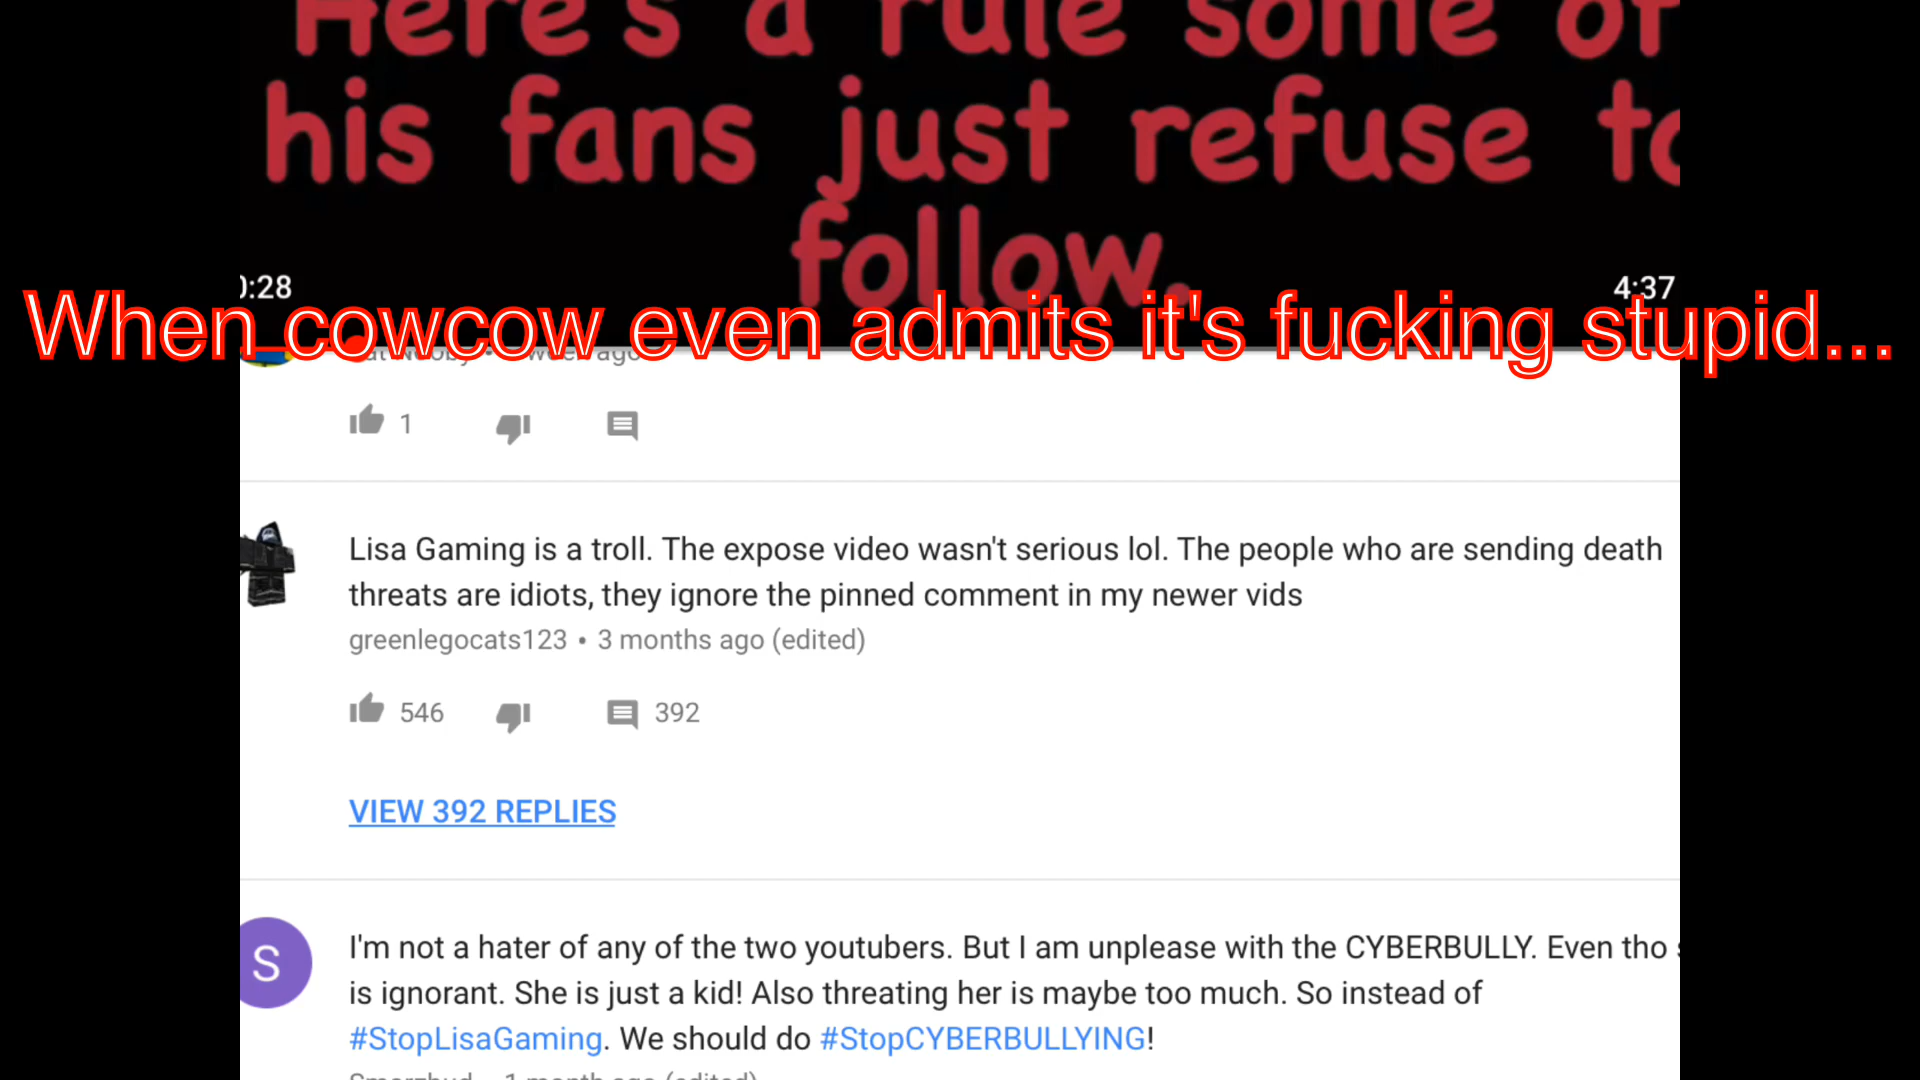 Here's a rule some of
his fans just refuse to
follow.
0:28
4:37
When cowcow even admits it's fucking stupid...
ago
1
Lisa Gaming is a troll. The expose video wasn't serious lol. The people who are sending death
threats are idiots, they ignore the pinned comment in my newer vids
greenlegocats123 • 3 months ago (edited)
546
392
VIEW 392 REPLIES
S
I'm not a hater of any of the two youtubers. But I am unplease with the CYBERBULLY. Even tho
is ignorant. She is just a kid! Also threating her is maybe too much. So instead of
#StopLisaGaming. We should do #StopCYBERBULLYING!
1 month ago (edited)